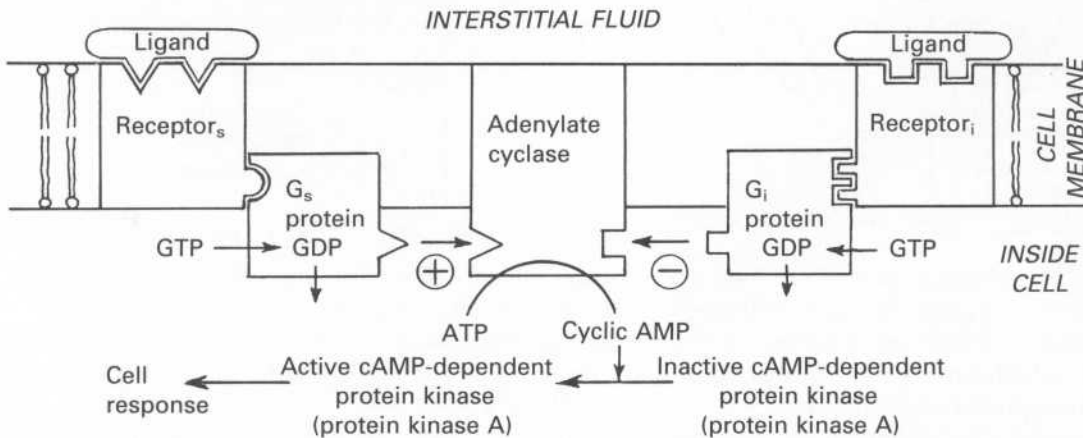 INTERSTITIAL FLUID
Ligand
Ligand
Receptors
Adenylate
cyclase
Receptori
CELL
MEMBRANE
Gs
protein
GDP
GTP
+
−
Gi
protein
GDP
GTP
INSIDE
CELL
ATP
Cyclic AMP
Cell
response
Active cAMP-dependent
protein kinase
(protein kinase A)
Inactive cAMP-dependent
protein kinase
(protein kinase A)